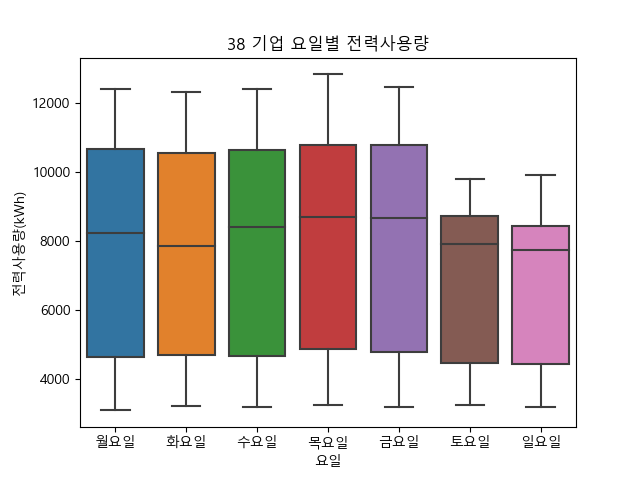 38 기업 요일별 전력사용량
전력사용량(kWh)
12000
10000
8000
6000
4000
월요일 화요일 수요일 목요일 금요일 토요일 일요일
요일